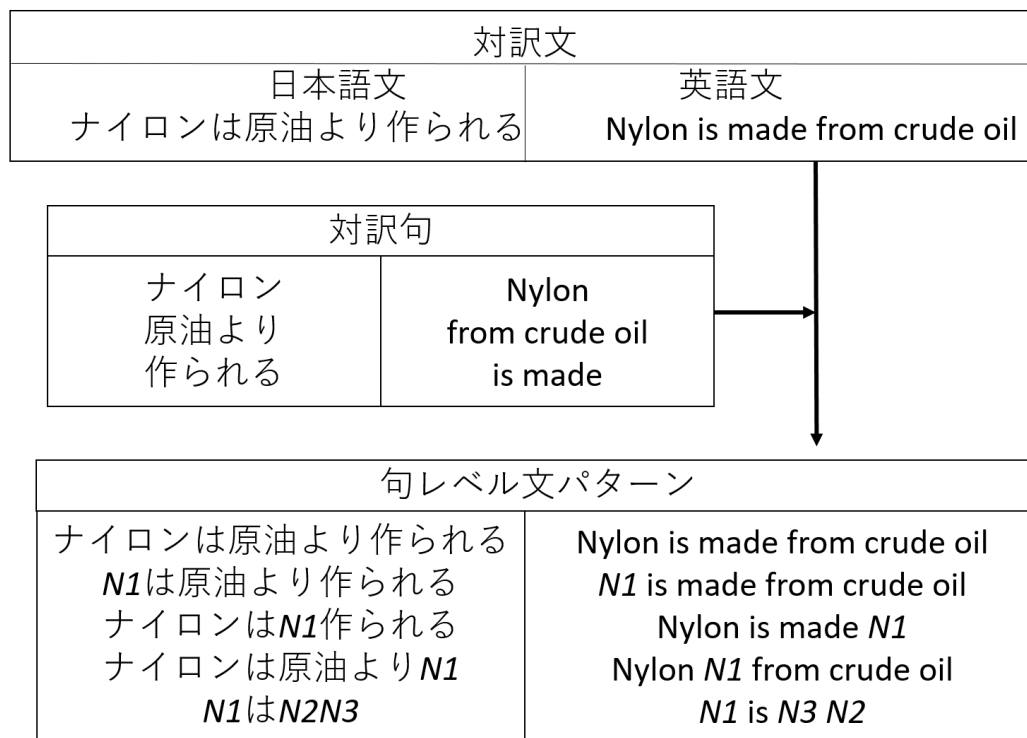 対訳文
日本語文 英語文
ナイロンは原油より作られる Nylon is made from crude oil
対訳句
ナイロン Nylon
原油より from crude oil
作られる is made
句レベル文パターン
ナイロンは原油より作られる Nylon is made from crude oil
N1は原油より作られる N1 is made from crude oil
ナイロンはN1作られる Nylon is made N1
ナイロンは原油よりN1 Nylon N1 from crude oil
N1はN2N3 N1 is N3 N2